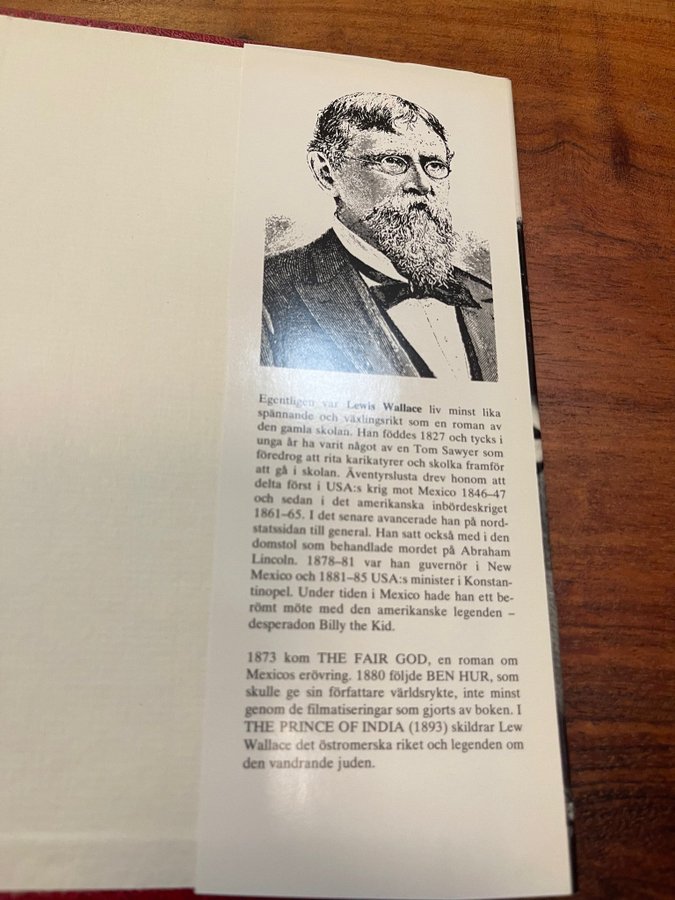 Egentligen var Lewis Wallace liv minst lika
spännande och växlingsrikt som en roman av
den gamla skolan. Han föddes 1827 och tycks i
unga år ha varit något av en Tom Sawyer som
föredrog att rita karikatyrer och skolka framför
att gå i skolan. Äventyrslusta drev honom att
delta först i USA:s krig mot Mexico 1846–47
och sedan i det amerikanska inbördeskriget
1861–65. I det senare avancerade han på nord-
statssidan till general. Han satt också med i den
domstol som behandlade mordet på Abraham
Lincoln. 1878–81 var han guvernör i New
Mexico och 1881–85 USA:s minister i Konstan-
tinopel. Under tiden i Mexico hade han ett be-
römt möte med den amerikanske legenden –
desperadon Billy the Kid.
1873 kom THE FAIR GOD, en roman om
Mexicos erövring. 1880 följde BEN HUR, som
skulle ge sin författare världsrykte, inte minst
genom de filmatiseringar som gjorts av boken. I
THE PRINCE OF INDIA (1893) skildrar Lew
Wallace det östromerska riket och legenden om
den vandrande juden.